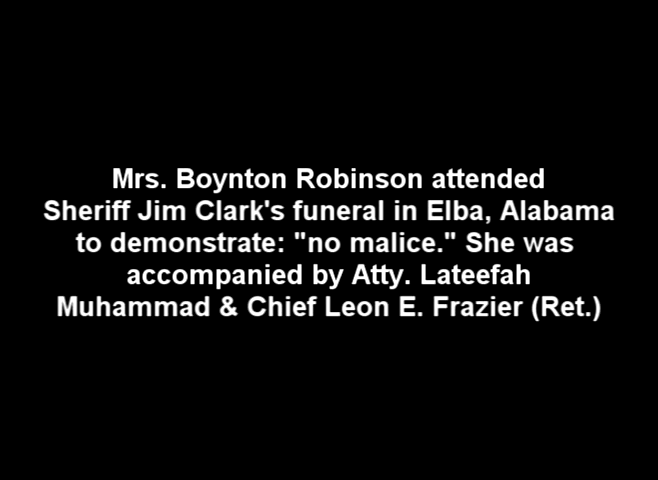 Mrs. Boynton Robinson attended
Sheriff Jim Clark's funeral in Elba, Alabama
to demonstrate: "no malice." She was
accompanied by Atty. Lateefah
Muhammad & Chief Leon E. Frazier (Ret.)